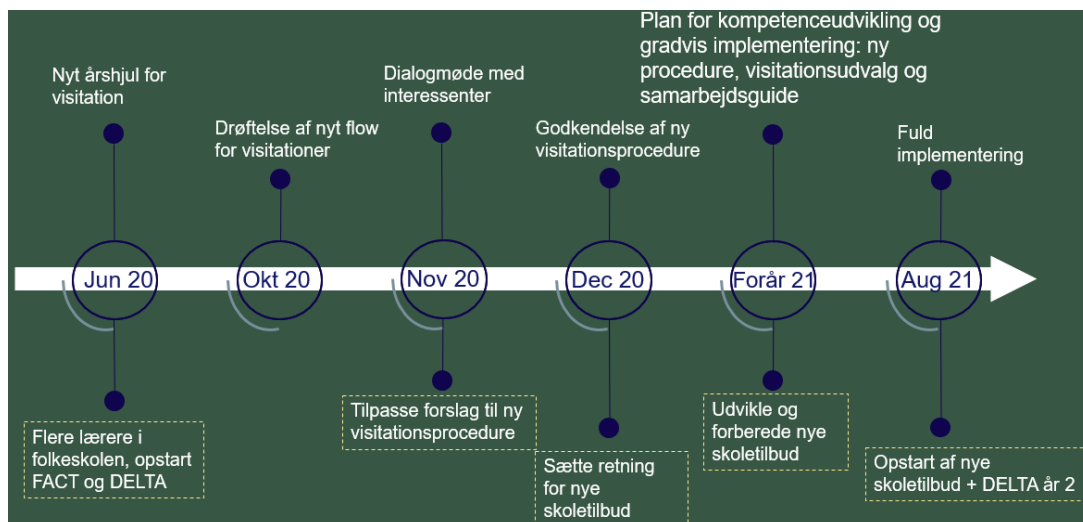 Nyt årshjul for
visitation
Drøftelse af nyt flow
for visitationer
Dialogmøde med
interessenter
Godkendelse af ny
visitationsprocedure
Plan for kompetenceudvikling og
gradvis implementering: ny
procedure, visitationsudvalg og
samarbejdsguide
Fuld
implementering
Jun 20
Okt 20
Nov 20
Dec 20
Forår 21
Aug 21
Flere lærere i
folkeskolen, opstart
FACT og DELTA
Tilpasse forslag til ny
visitationsprocedure
Sætte retning
for nye
skoletilbud
Udvikle og
forberede nye
skoletilbud
Opstart af nye
skoletilbud + DELTA år 2